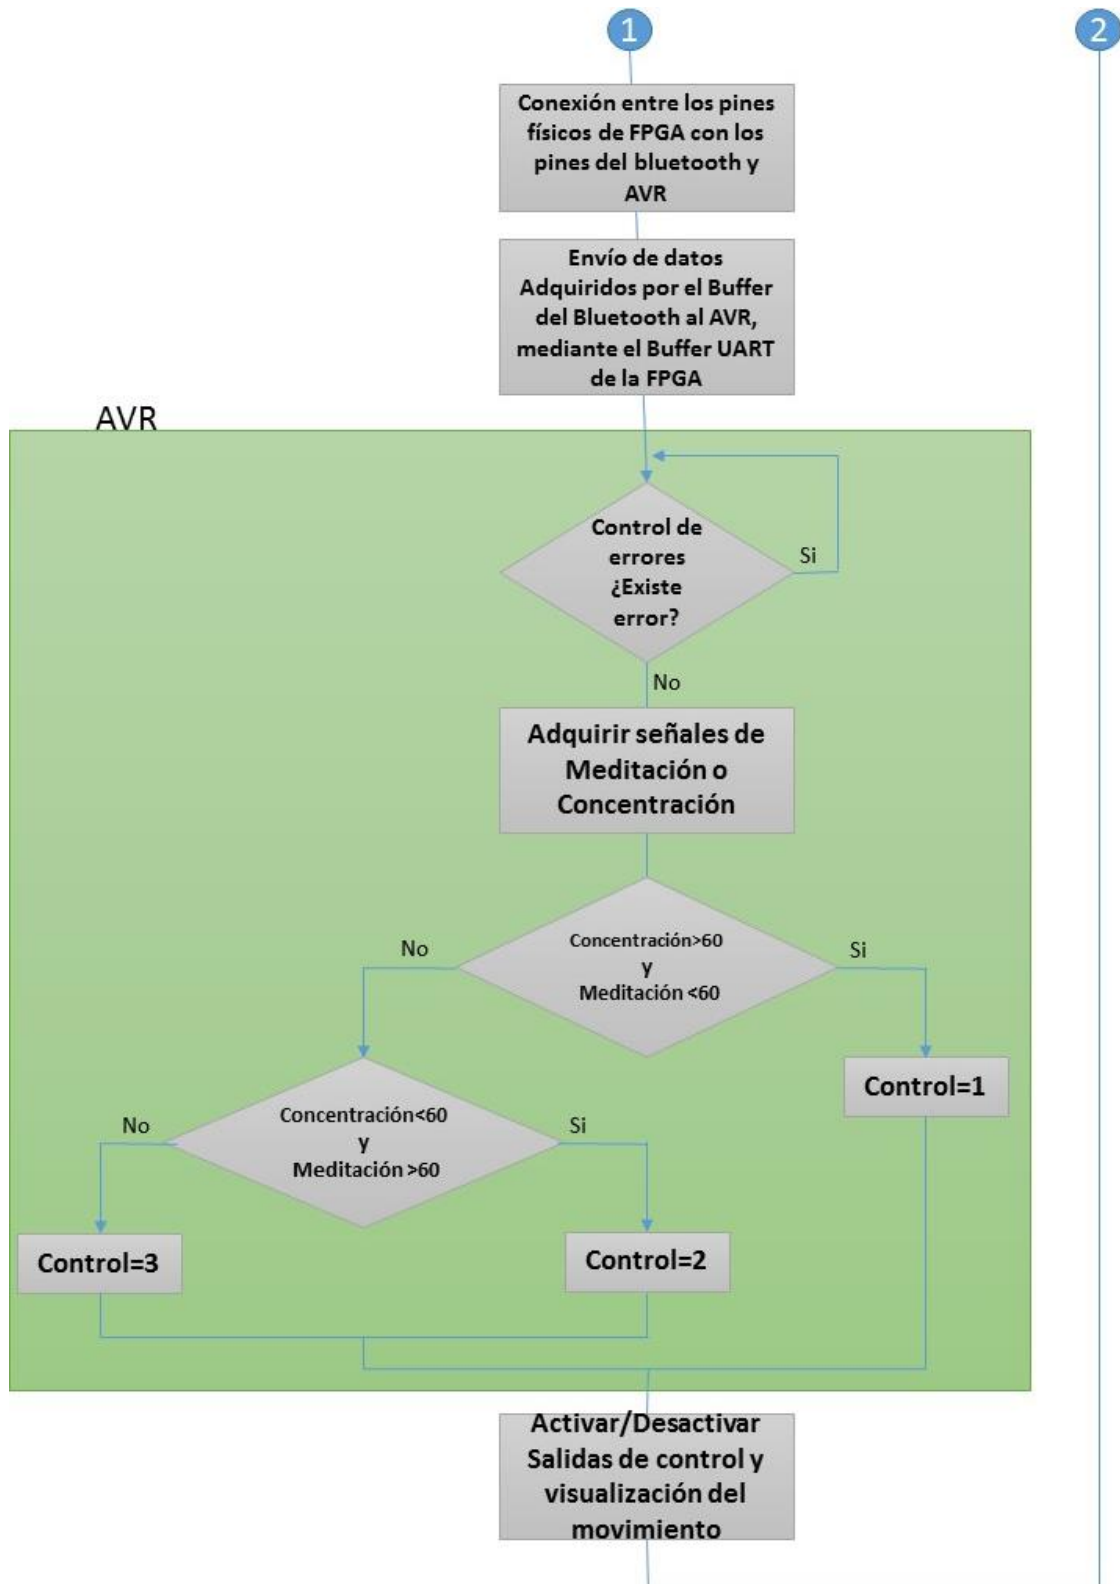 1
2
Conexión entre los pines
físicos de FPGA con los
pines del bluetooth y
AVR
Envío de datos
Adquiridos por el Buffer
del Bluetooth al AVR,
mediante el Buffer UART
de la FPGA
AVR
Control de
errores
¿Existe
error?
Si
No
Adquirir señales de
Meditación o
Concentración
No
Concentración>60
y
Meditación <60
Si
Control=1
No
Concentración<60
y
Meditación >60
Si
Control=3
Control=2
Activar/Desactivar
Salidas de control y
visualización del
movimiento